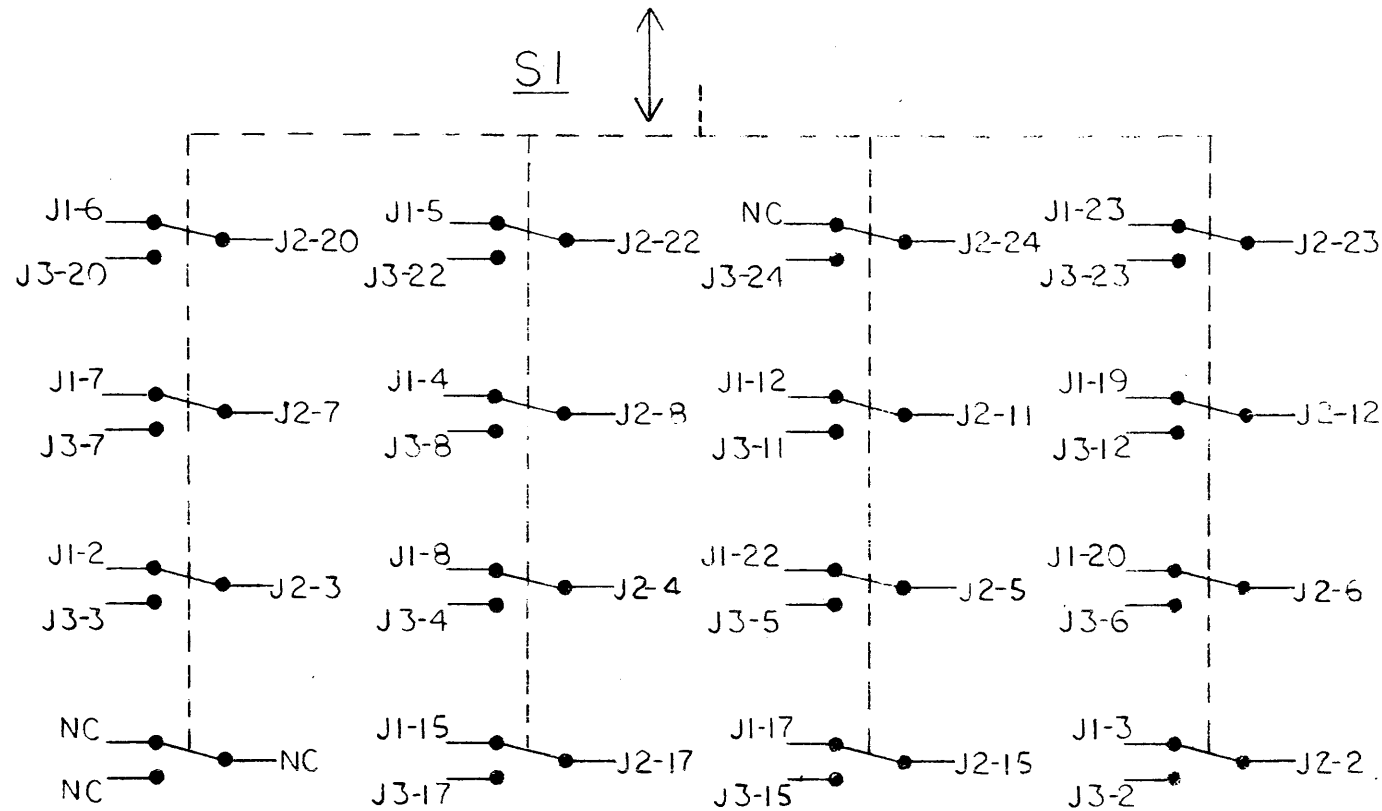 S1
J1-6 J2-20 J3-20
J1-5 J2-22 J3-22
NC J2-24 J3-24
J1-23 J2-23 J3-23
J1-7 J2-7 J3-7
J1-4 J2-8 J3-8
J1-12 J2-11 J3-11
J1-19 J2-12 J3-12
J1-2 J2-3 J3-3
J1-8 J2-4 J3-4
J1-22 J2-5 J3-5
J1-20 J2-6 J3-6
NC NC NC
J1-15 J2-17 J3-17
J1-17 J2-15 J3-15
J1-3 J2-2 J3-2